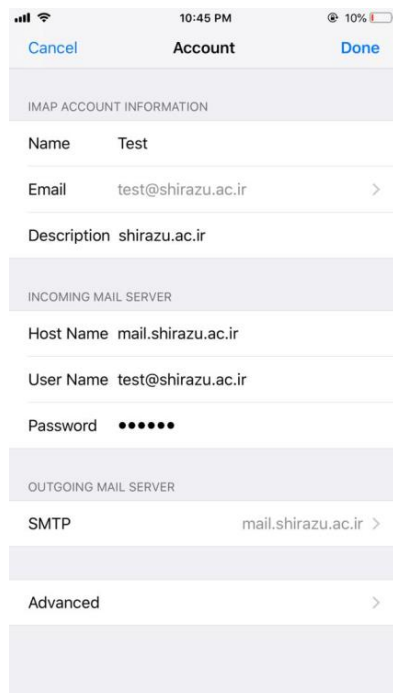 10:45 PM 10%
Cancel Account Done
IMAP ACCOUNT INFORMATION
Name Test
Email test@shirazu.ac.ir
Description shirazu.ac.ir
INCOMING MAIL SERVER
Host Name mail.shirazu.ac.ir
User Name test@shirazu.ac.ir
Password ●●●●●●
OUTGOING MAIL SERVER
SMTP mail.shirazu.ac.ir
Advanced